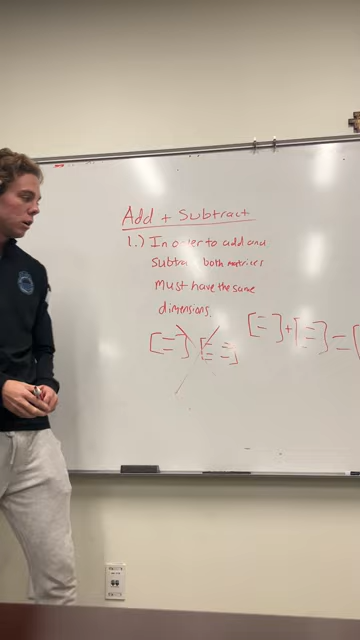 Add + Subtract
1.) In order to add and
subtract both matrices
must have the same
dimensions.
[=] [= =] [=] + [=] = [